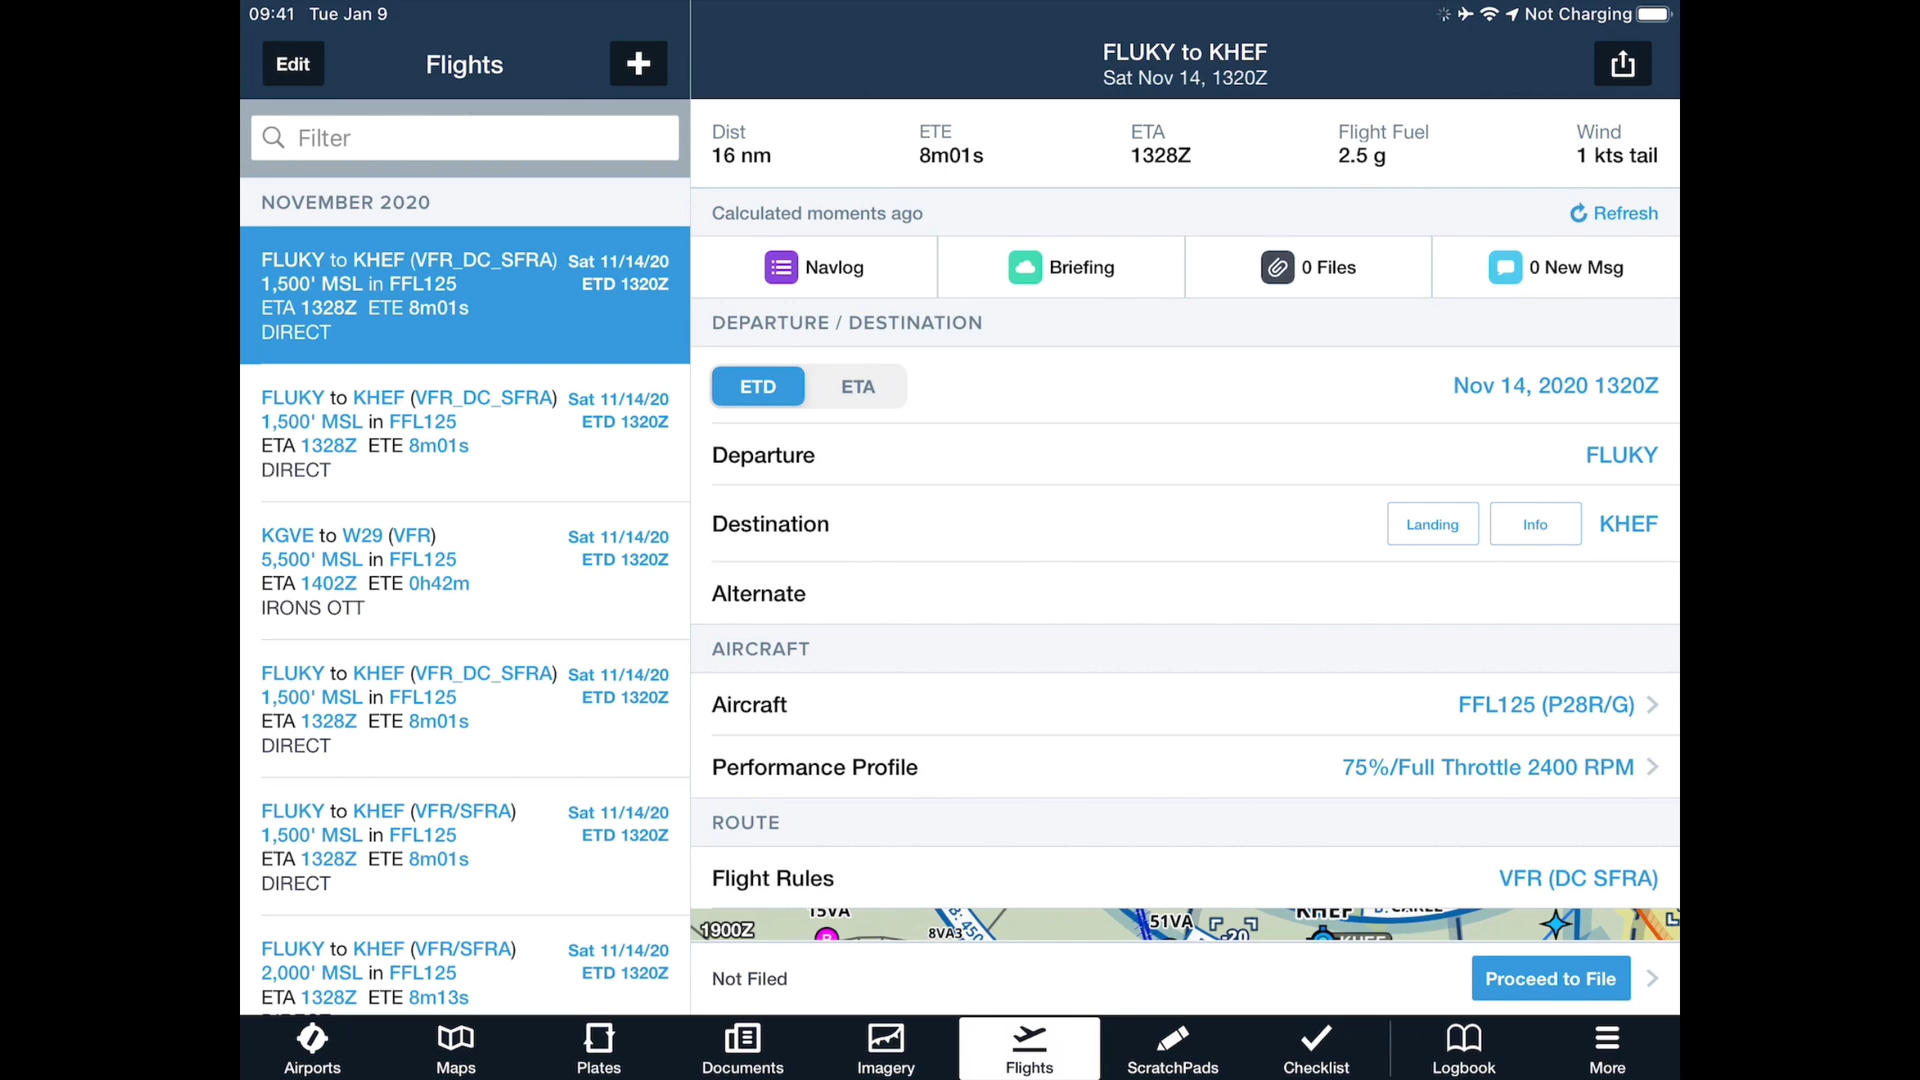 09:41 Tue Jan 9
Not Charging
Edit
Flights
FLUKY to KHEF
Sat Nov 14, 1320Z
Filter
NOVEMBER 2020
FLUKY to KHEF (VFR_DC_SFRA) Sat 11/14/20
1,500' MSL in FFL125 ETD 1320Z
ETA 1328Z ETE 8m01s
DIRECT
FLUKY to KHEF (VFR_DC_SFRA) Sat 11/14/20
1,500' MSL in FFL125 ETD 1320Z
ETA 1328Z ETE 8m01s
DIRECT
KGVE to W29 (VFR) Sat 11/14/20
5,500' MSL in FFL125 ETD 1320Z
ETA 1402Z ETE 0h42m
IRONS OTT
FLUKY to KHEF (VFR_DC_SFRA) Sat 11/14/20
1,500' MSL in FFL125 ETD 1320Z
ETA 1328Z ETE 8m01s
DIRECT
FLUKY to KHEF (VFR/SFRA) Sat 11/14/20
1,500' MSL in FFL125 ETD 1320Z
ETA 1328Z ETE 8m01s
DIRECT
FLUKY to KHEF (VFR/SFRA) Sat 11/14/20
2,000' MSL in FFL125 ETD 1320Z
ETA 1328Z ETE 8m13s
Dist ETE ETA Flight Fuel Wind
16 nm 8m01s 1328Z 2.5 g 1 kts tail
Calculated moments ago Refresh
Navlog Briefing 0 Files 0 New Msg
DEPARTURE / DESTINATION
ETD ETA Nov 14, 2020 1320Z
Departure FLUKY
Destination Landing Info KHEF
Alternate
AIRCRAFT
Aircraft FFL125 (P28R/G)
Performance Profile 75%/Full Throttle 2400 RPM
ROUTE
Flight Rules VFR (DC SFRA)
15VA KHEF
1900Z 8VA3 51VA
KHEF
Not Filed Proceed to File
Airports Maps Plates Documents Imagery Flights ScratchPads Checklist Logbook More